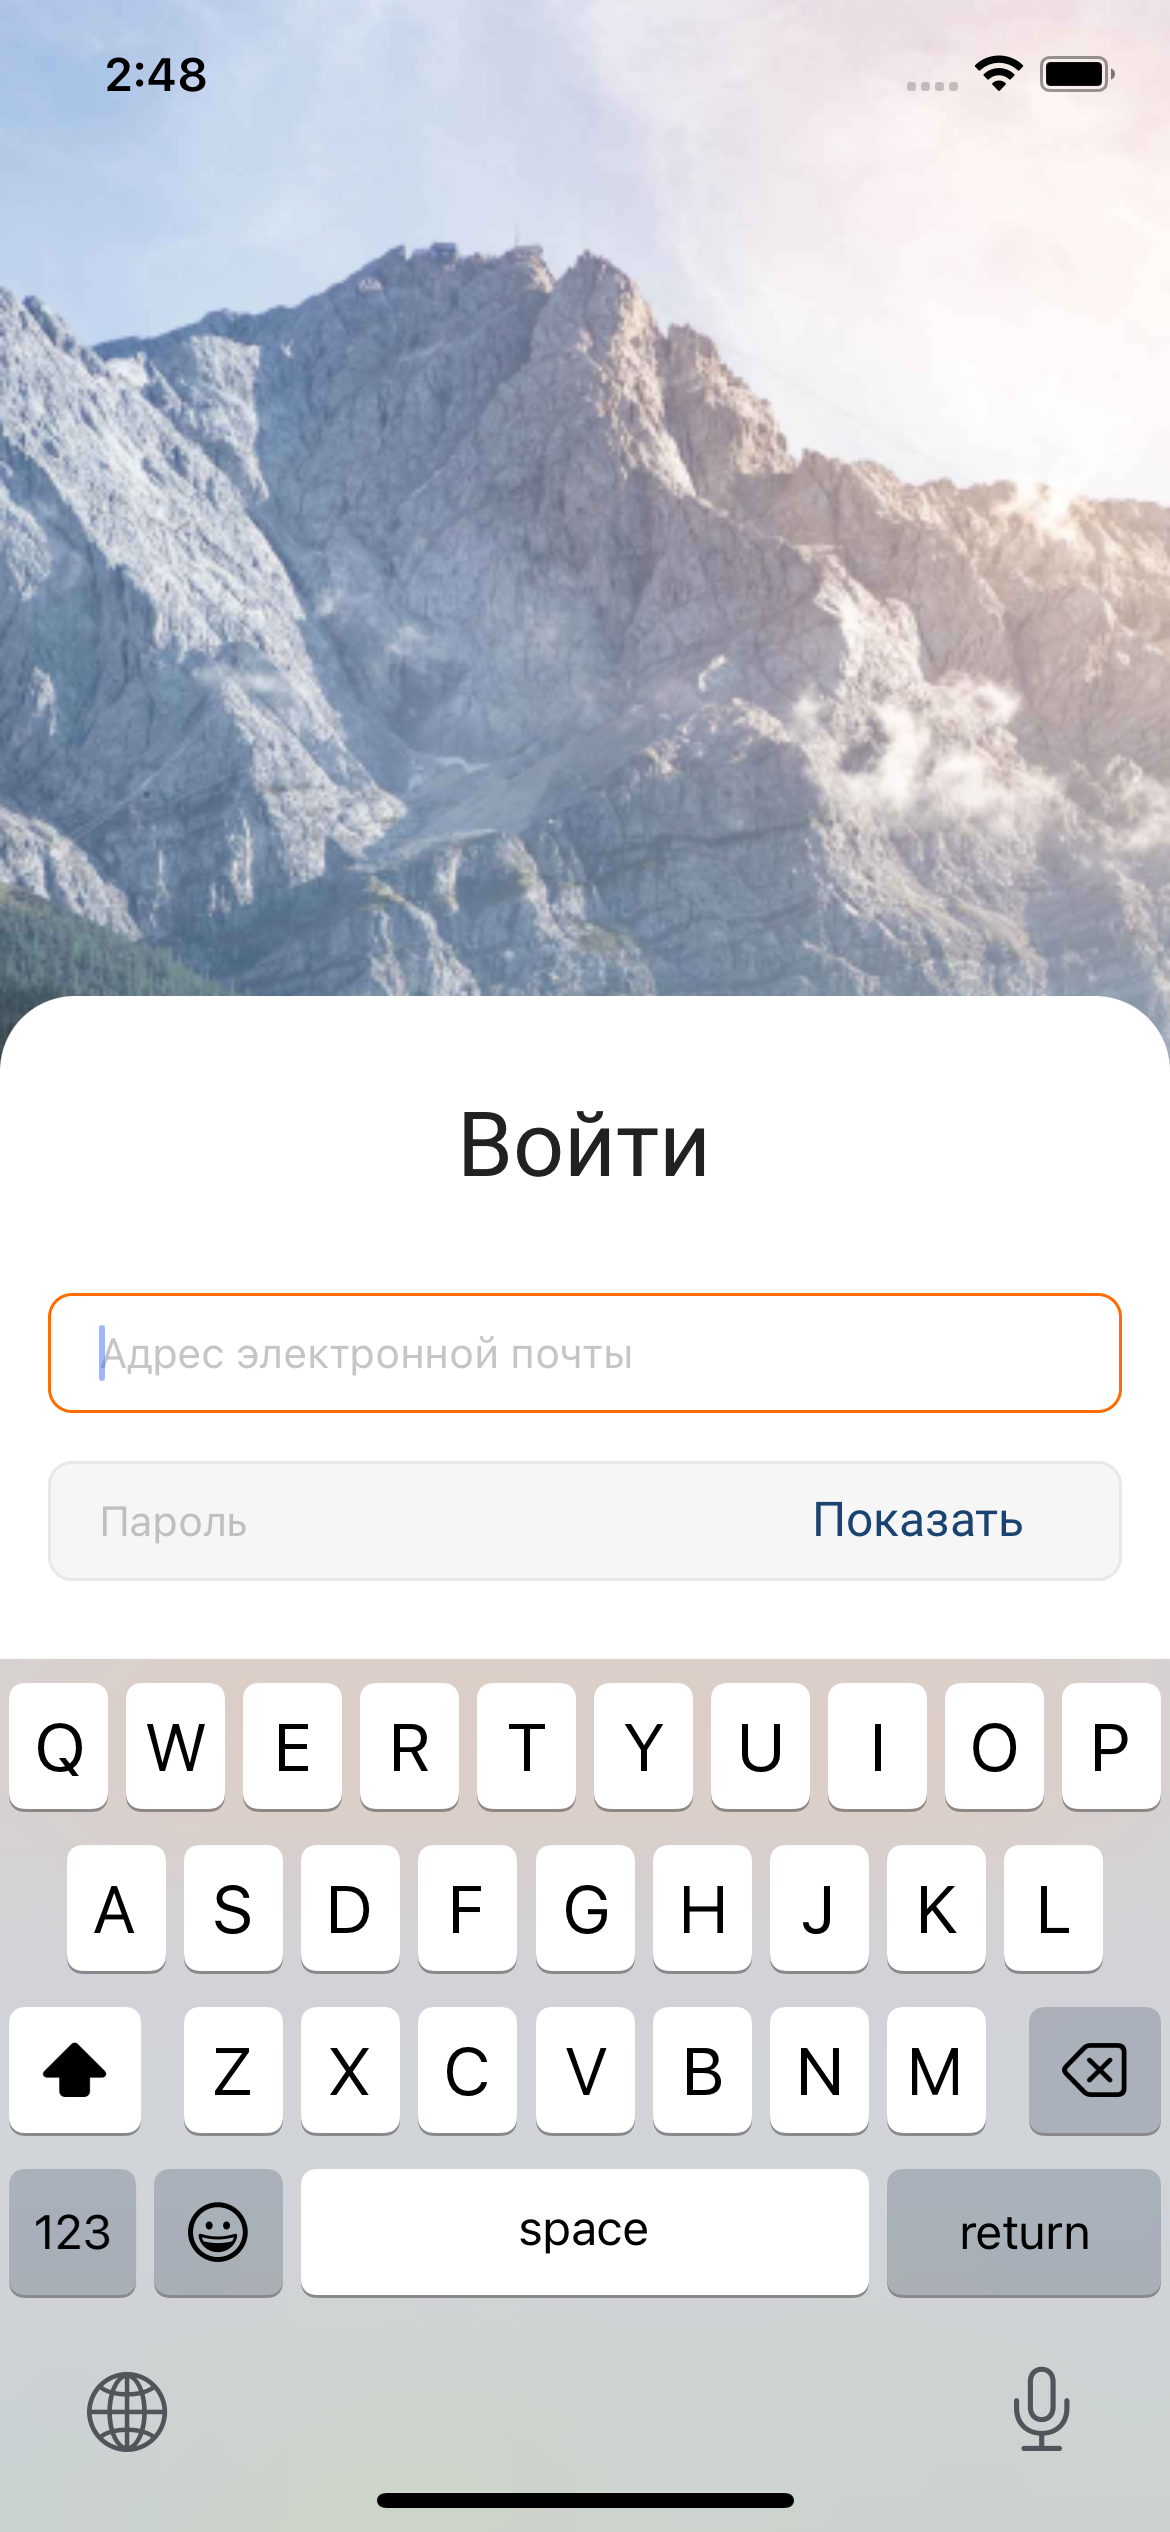 2:48
Войти
Адрес электронной почты
Пароль Показать
Q W E R T Y U I O P
A S D F G H J K L
Z X C V B N M
123 space return